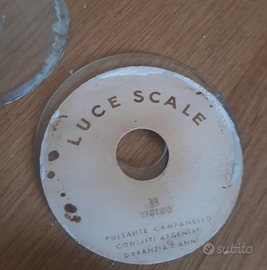 LUCE SCALE
PULSANTE CAMPANELLO
CONTATTI ARGENTATI
GARANZIA 5 ANNI
subito